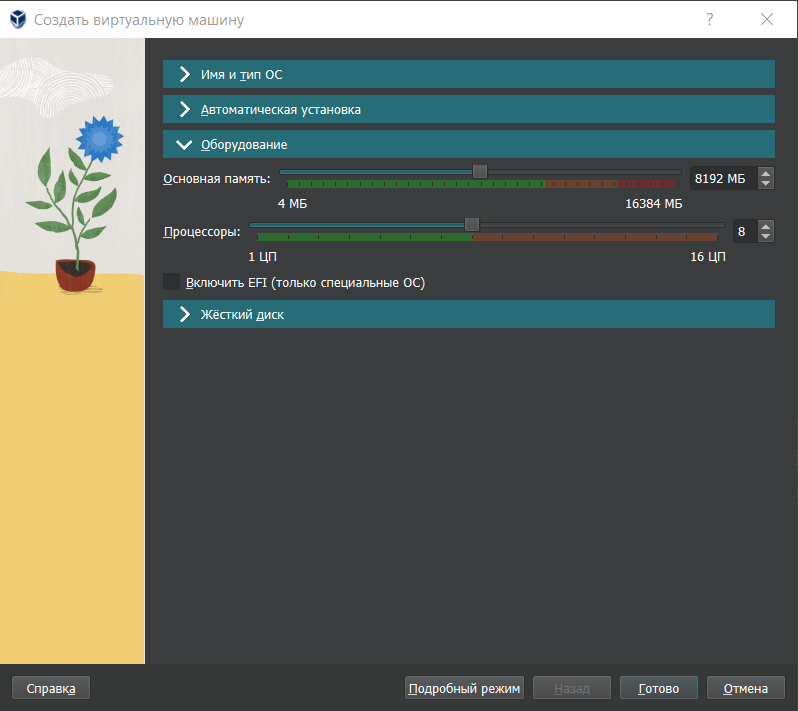 Создать виртуальную машину ?
Имя и тип ОС
Автоматическая установка
Оборудование
Основная память: 8192 МБ
4 МБ 16384 МБ
Процессоры: 8
1 ЦП 16 ЦП
Включить EFI (только специальные ОС)
Жёсткий диск
Справка Подробный режим Назад Готово Отмена